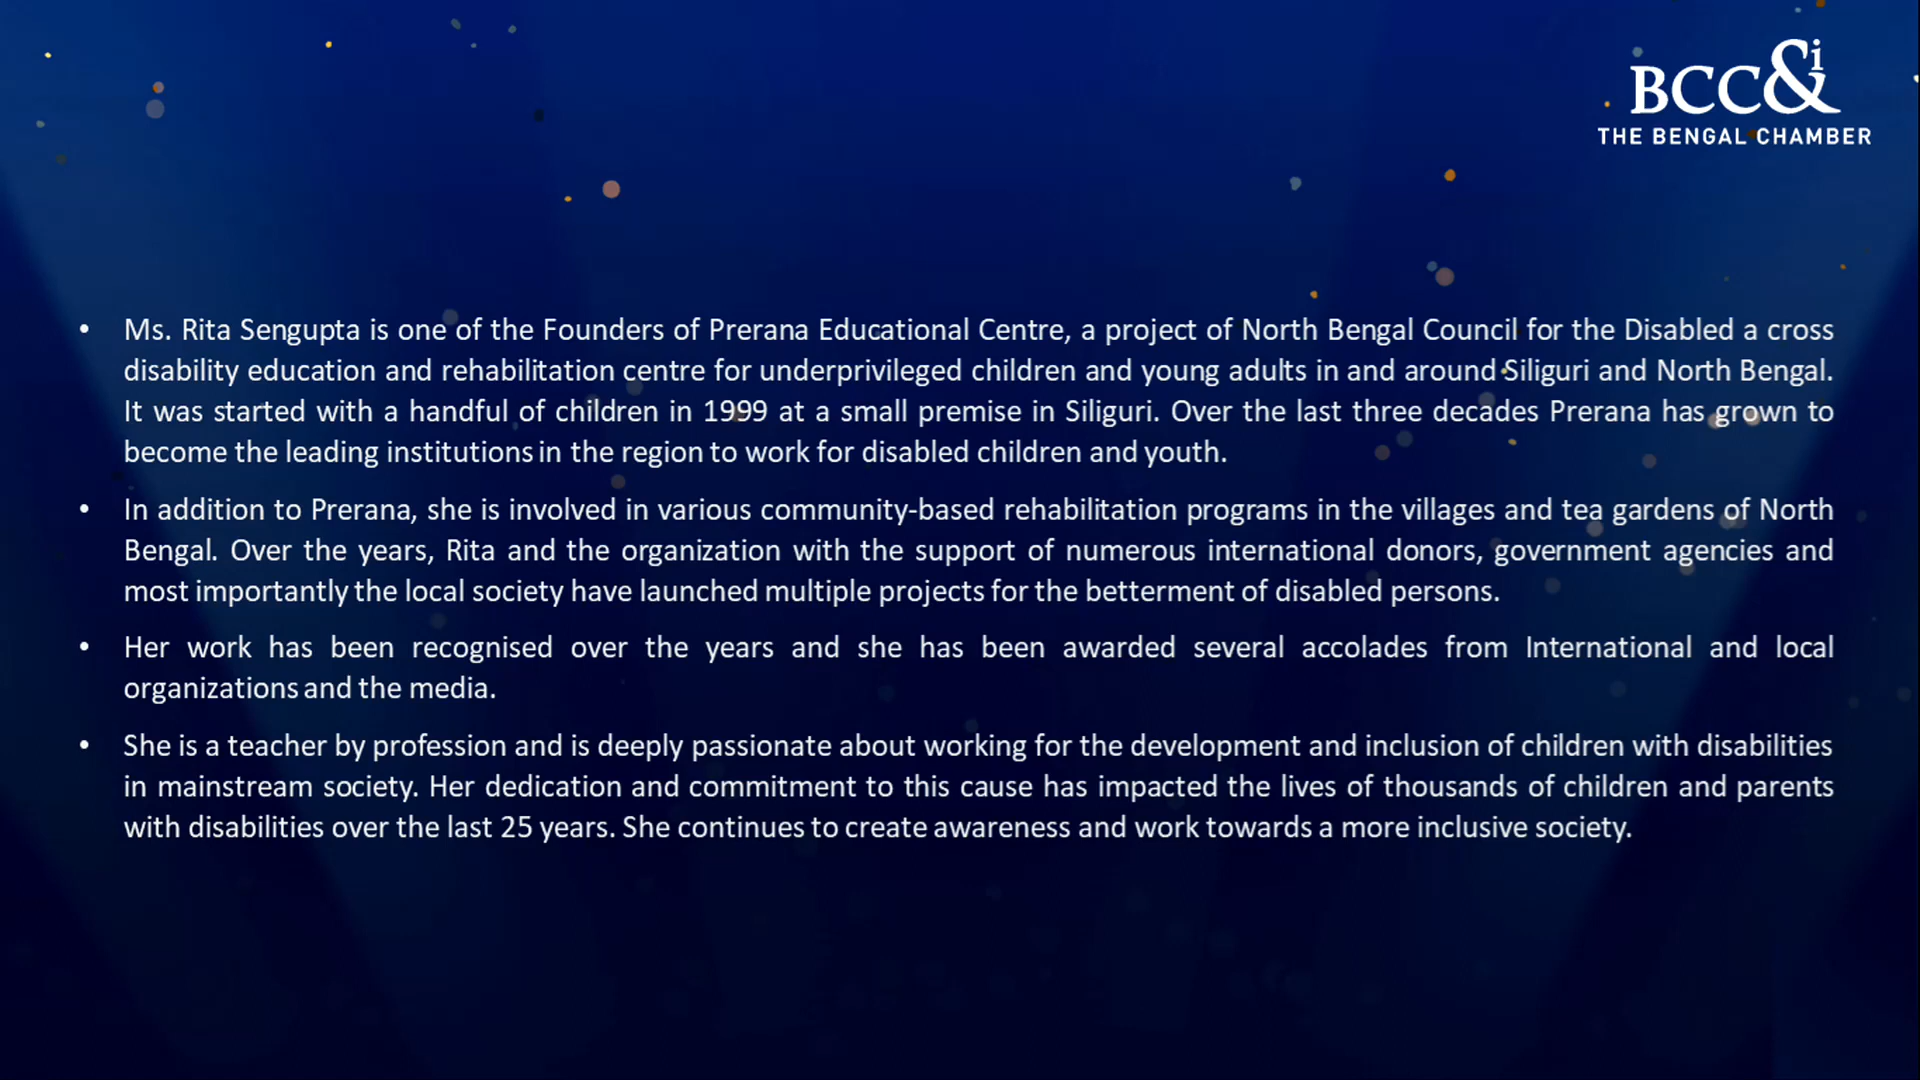 BCC&i
THE BENGAL CHAMBER
• Ms. Rita Sengupta is one of the Founders of Prerana Educational Centre, a project of North Bengal Council for the Disabled a cross
disability education and rehabilitation centre for underprivileged children and young adults in and around Siliguri and North Bengal.
It was started with a handful of children in 1999 at a small premise in Siliguri. Over the last three decades Prerana has grown to
become the leading institutions in the region to work for disabled children and youth.
• In addition to Prerana, she is involved in various community-based rehabilitation programs in the villages and tea gardens of North
Bengal. Over the years, Rita and the organization with the support of numerous international donors, government agencies and
most importantly the local society have launched multiple projects for the betterment of disabled persons.
• Her work has been recognised over the years and she has been awarded several accolades from International and local
organizations and the media.
• She is a teacher by profession and is deeply passionate about working for the development and inclusion of children with disabilities
in mainstream society. Her dedication and commitment to this cause has impacted the lives of thousands of children and parents
with disabilities over the last 25 years. She continues to create awareness and work towards a more inclusive society.